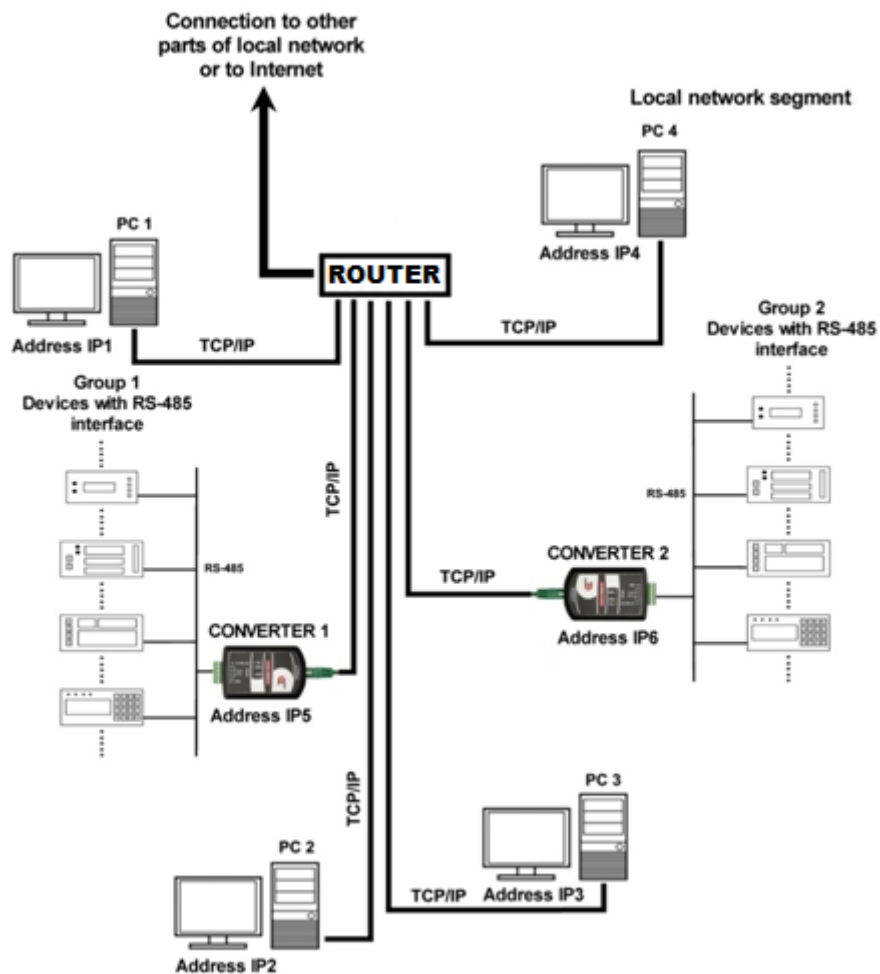 Connection to other
parts of local network
or to Internet
Local network segment
PC 4
PC 1
ROUTER
Address IP4
Address IP1
TCP/IP
TCP/IP
Group 2
Devices with RS-485
interface
Group 1
Devices with RS-485
interface
TCP/IP
RS-485
RS-485
CONVERTER 2
TCP/IP
Address IP6
CONVERTER 1
Address IP5
TCP/IP
PC 3
PC 2
Address IP3
TCP/IP
Address IP2